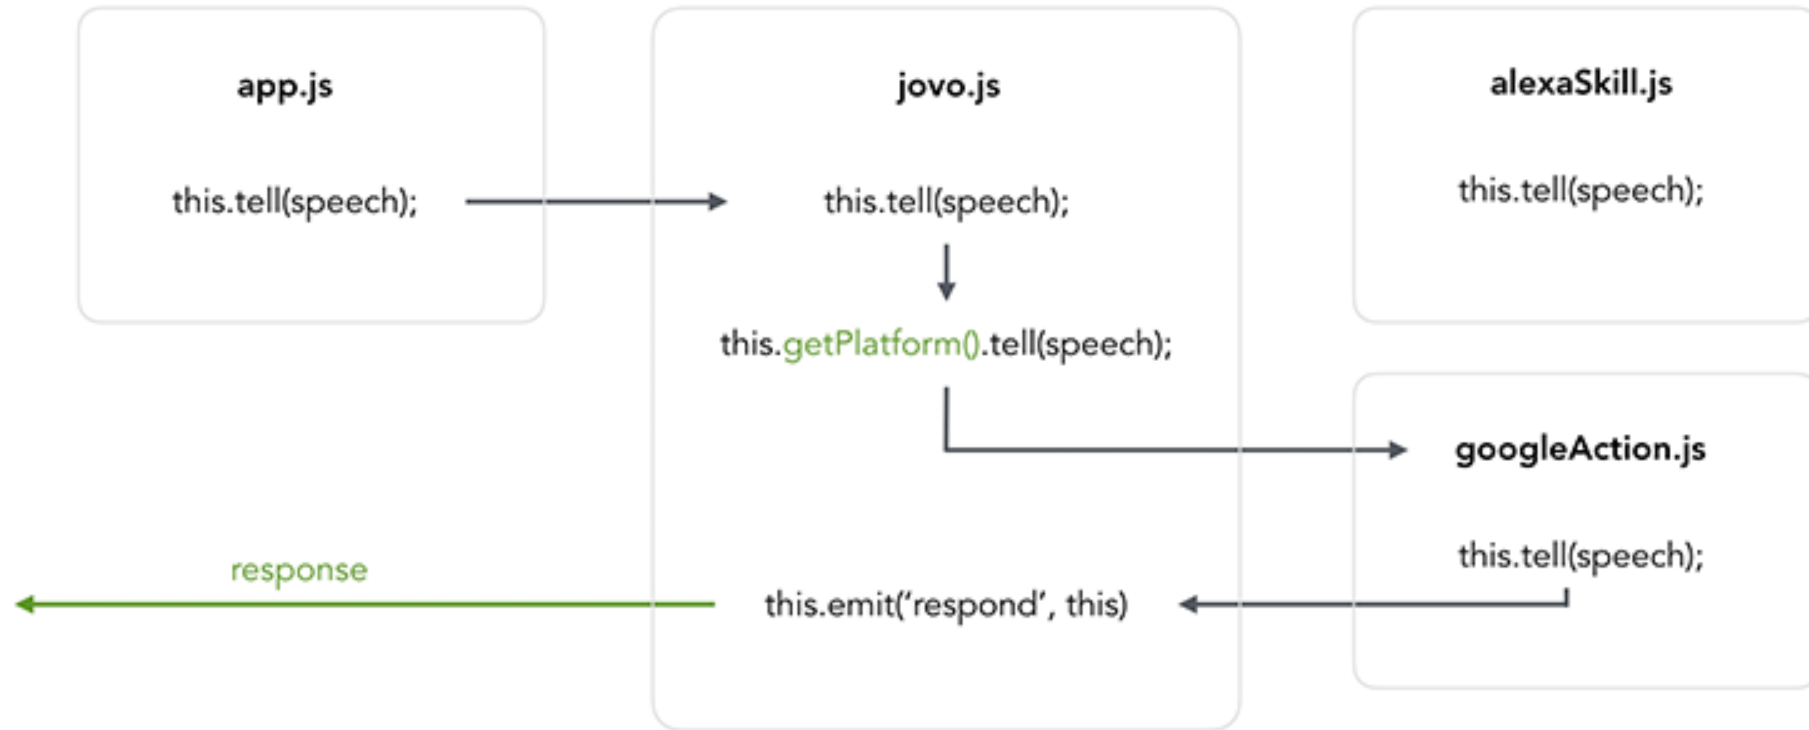 app.js
this.tell(speech);
jovo.js
this.tell(speech);
this.getPlatform().tell(speech);
this.emit(‘respond’, this)
alexaSkill.js
this.tell(speech);
googleAction.js
this.tell(speech);
response